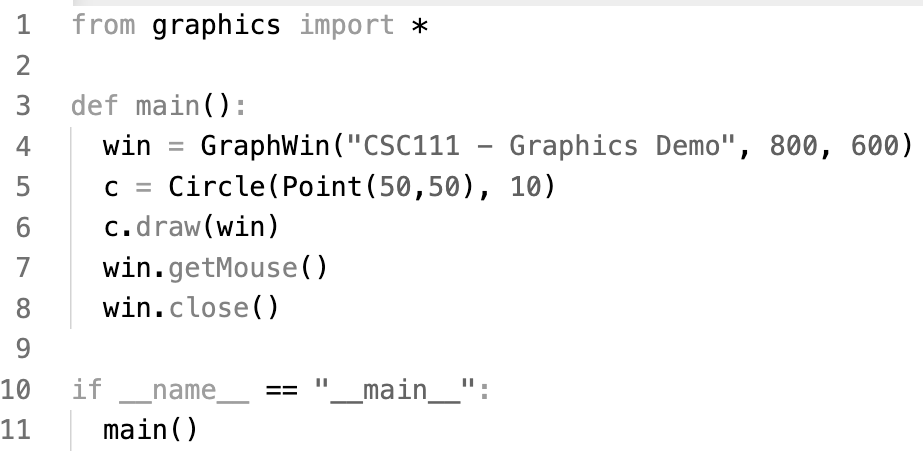 1 from graphics import *
2
3 def main():
4   win = GraphWin("CSC111 – Graphics Demo", 800, 600)
5   c = Circle(Point(50,50), 10)
6   c.draw(win)
7   win.getMouse()
8   win.close()
9
10 if __name__ == "__main__":
11   main()